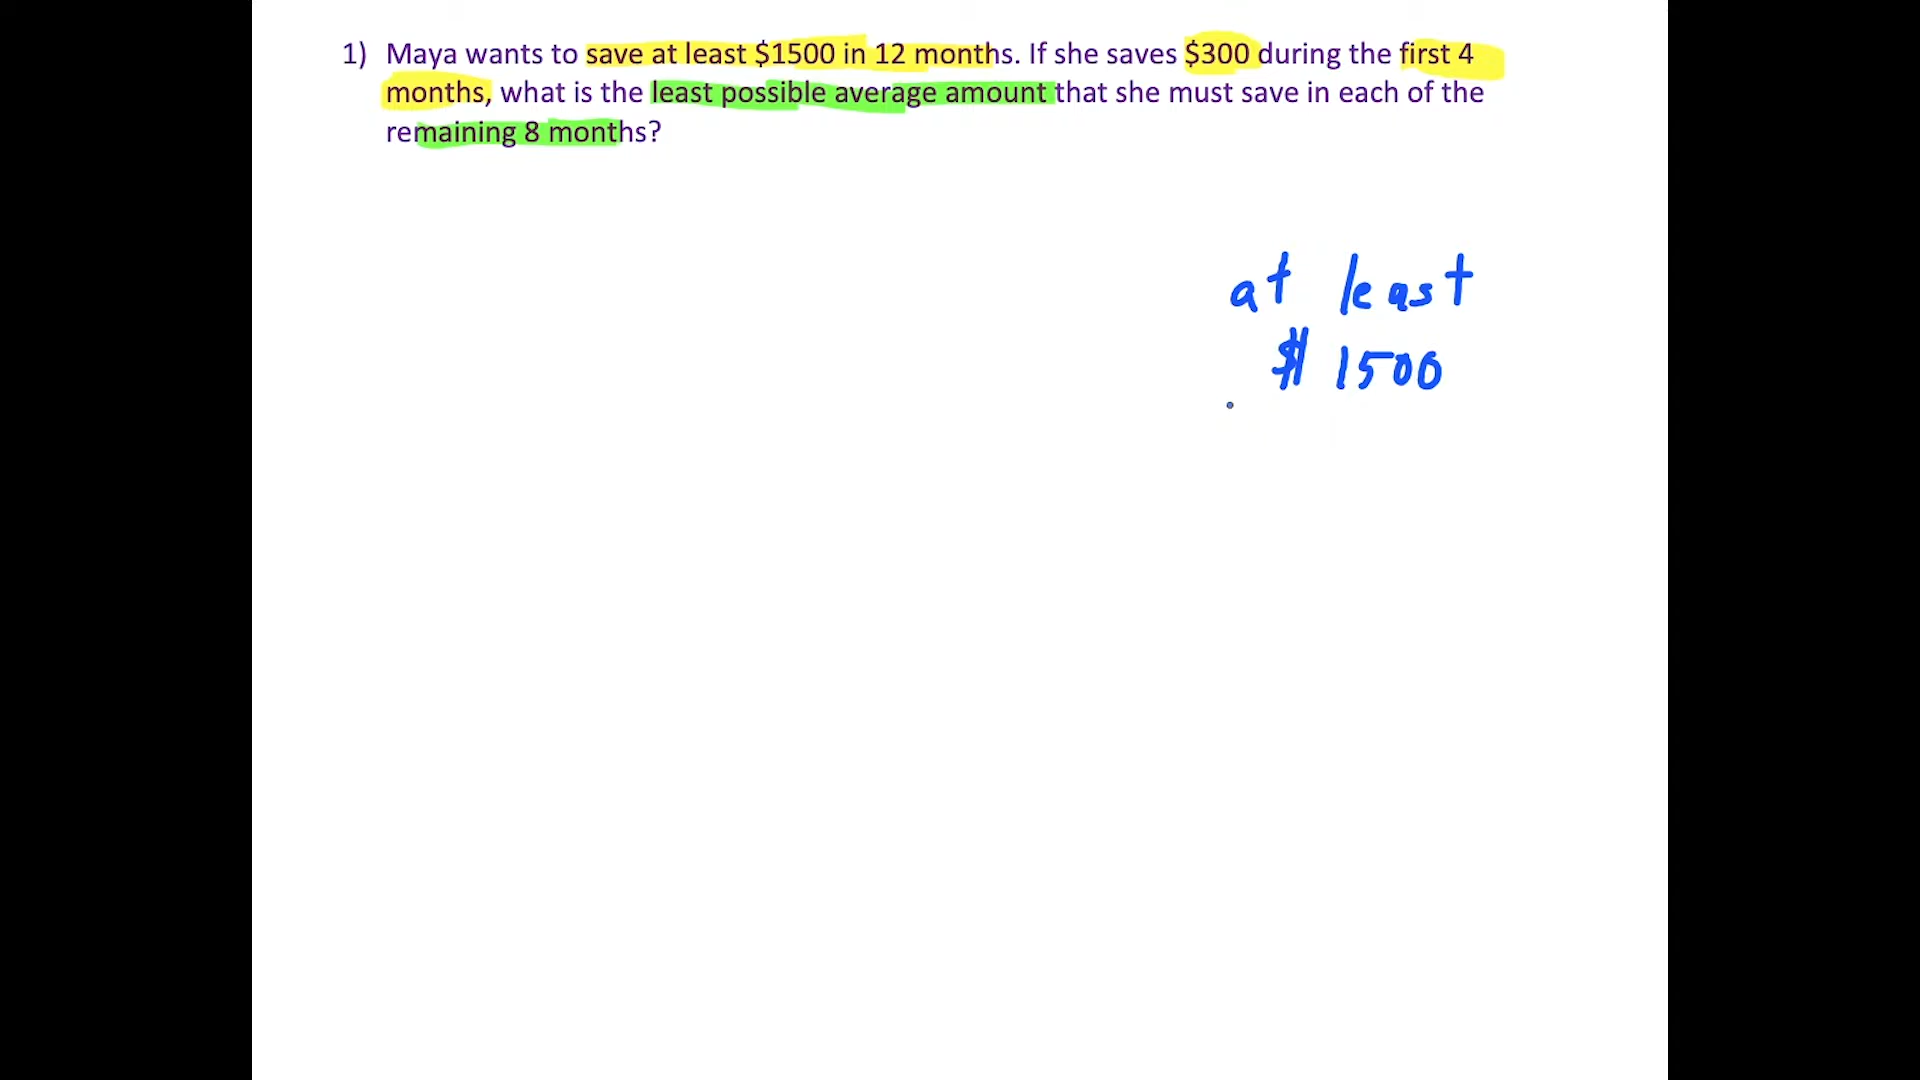 1) Maya wants to save at least $1500 in 12 months. If she saves $300 during the first 4
months, what is the least possible average amount that she must save in each of the
remaining 8 months?
at least
$ 1500